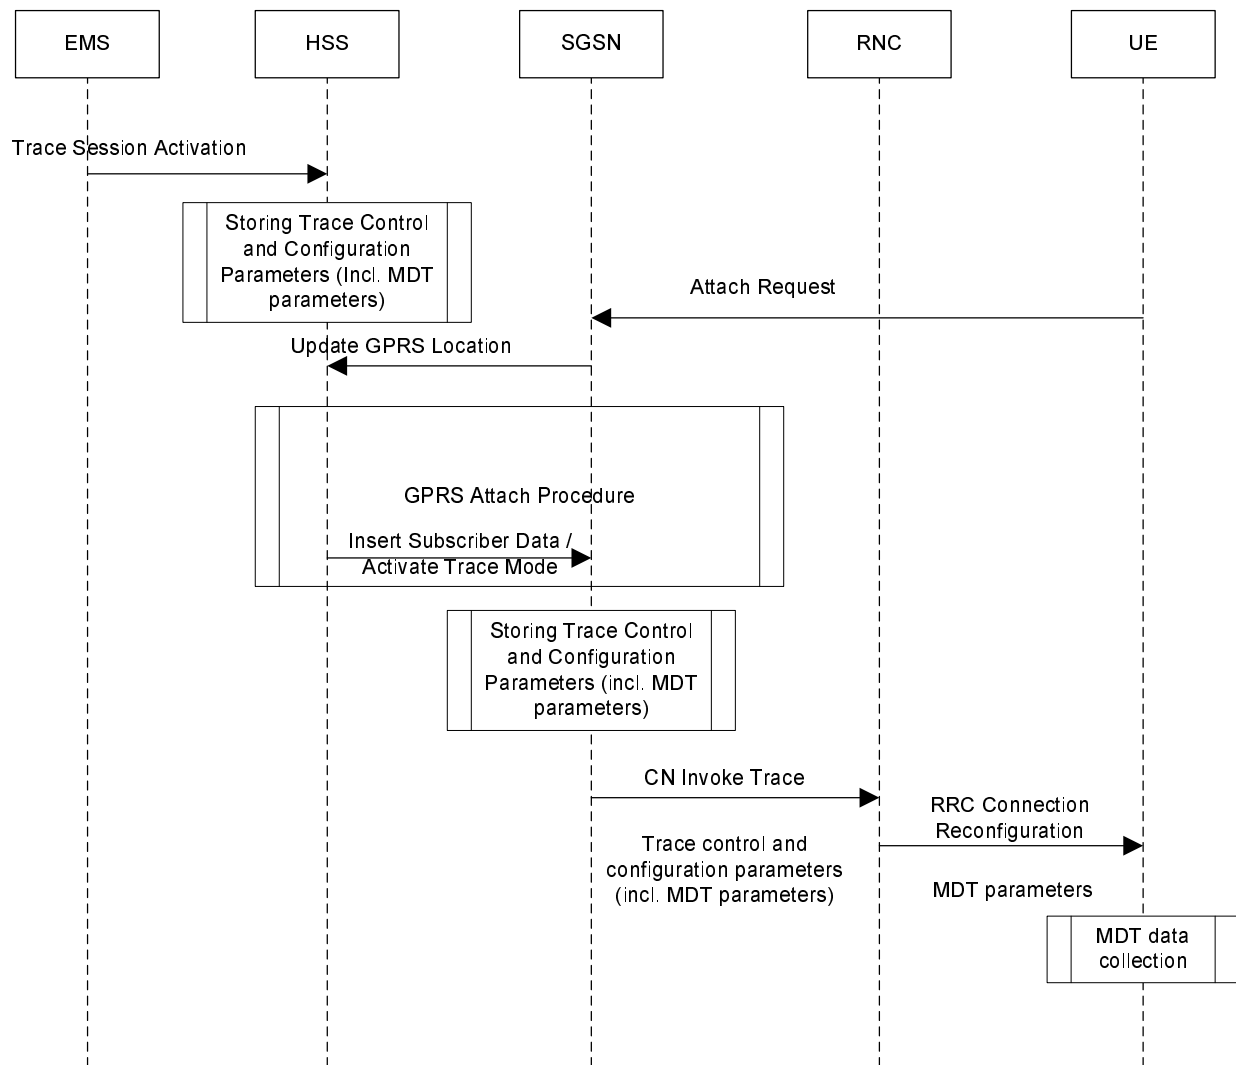 EMS
HSS
SGSN
RNC
UE
Trace Session Activation
Storing Trace Control
and Configuration
Parameters (Incl. MDT
parameters)
Attach Request
Update GPRS Location
GPRS Attach Procedure
Insert Subscriber Data /
Activate Trace Mode
Storing Trace Control
and Configuration
Parameters (incl. MDT
parameters)
CN Invoke Trace
RRC Connection
Reconfiguration
Trace control and
configuration parameters
(incl. MDT parameters)
MDT parameters
MDT data
collection